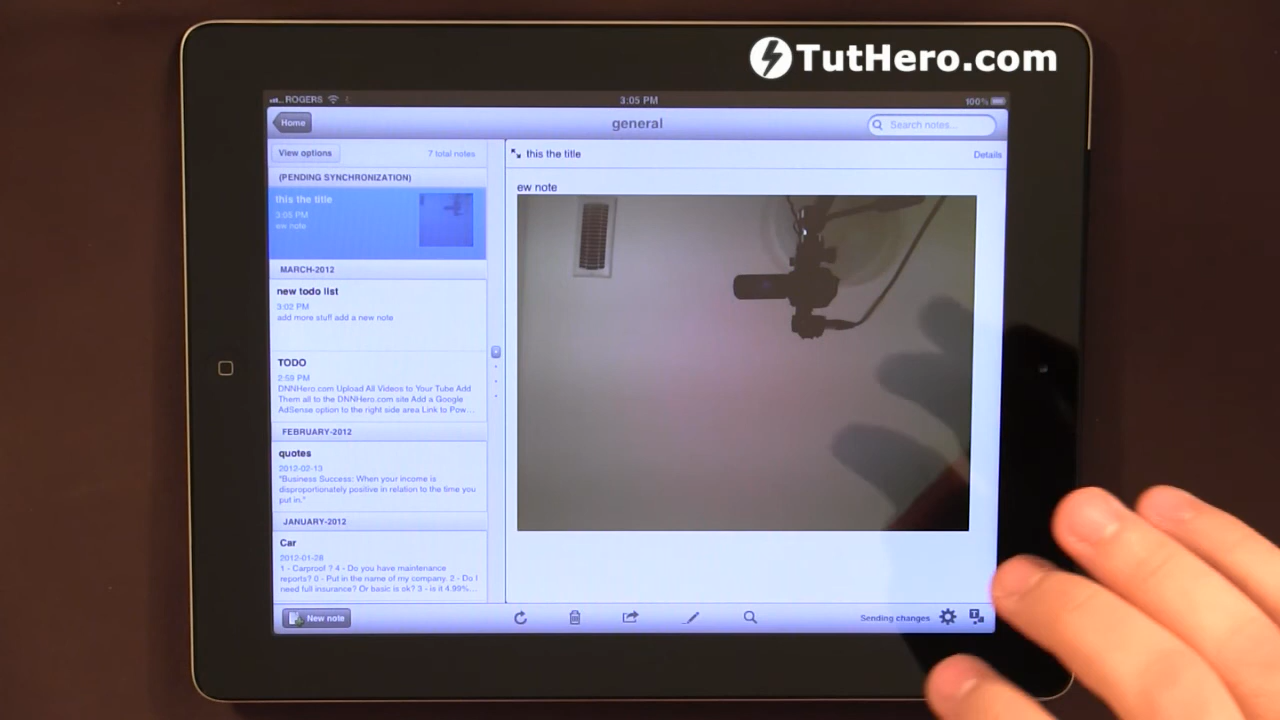 TutHero.com
ROGERS
3:05 PM
100%
Home
general
Search notes...
View options
7 total notes
(PENDING SYNCHRONIZATION)
this the title
3:05 PM
ew note
MARCH-2012
new todo list
3:02 PM
add more stuff add a new note
TODO
2:59 PM
DNNHero.com Upload All Videos to Your Tube Add
Them all to the DNNHero.com site Add a Google
AdSense option to the right side area Link to Pow...
FEBRUARY-2012
quotes
2012-02-13
"Business Success: When your income is
disproportionately positive in relation to the time you
put in."
JANUARY-2012
Car
2012-01-28
1 - Carproof ? 4 - Do you have maintenance
reports? 0 - Put in the name of my company. 2 - Do I
need full insurance? Or basic is ok? 3 - is it 4.99%...
New note
this the title
Details
ew note
Sending changes